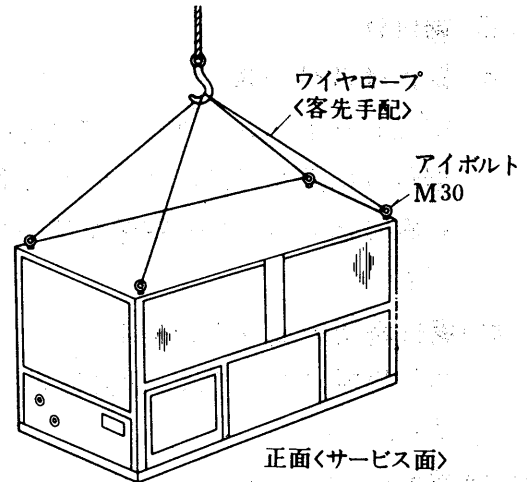 ワイヤロープ
〈客先手配〉
アイボルト
M30
正面〈サービス面〉